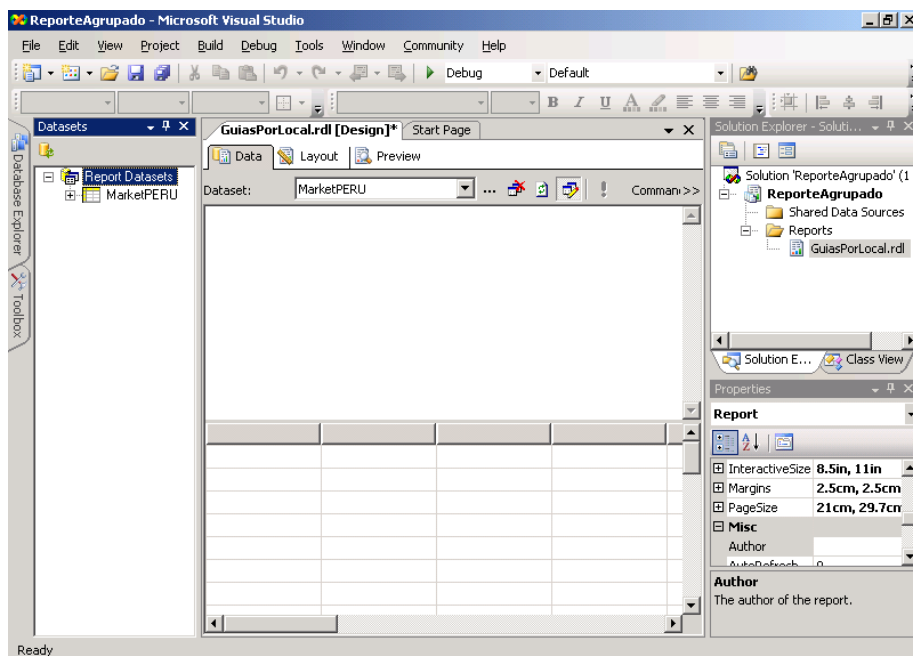 ReporteAgrupado - Microsoft Visual Studio
File Edit View Project Build Debug Tools Window Community Help
Debug Default
B I U A
Datasets
GuiasPorLocal.rdl [Design]* Start Page
Solution Explorer - Soluti...
Data Layout Preview
Report Datasets
MarketPERU
Dataset: MarketPERU ... ! Comman >>
Database Explorer
Toolbox
Solution 'ReporteAgrupado' (1
ReporteAgrupado
Shared Data Sources
Reports
GuiasPorLocal.rdl
Solution E... Class View
Properties
Report
InteractiveSize 8.5in, 11in
Margins 2.5cm, 2.5cm
PageSize 21cm, 29.7cm
Misc
Author
Author
The author of the report.
Ready